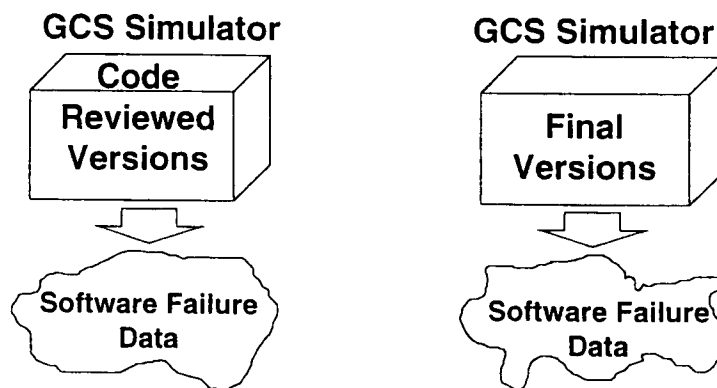 GCS Simulator
Code
Reviewed
Versions
Software Failure
Data
GCS Simulator
Final
Versions
Software Failure
Data